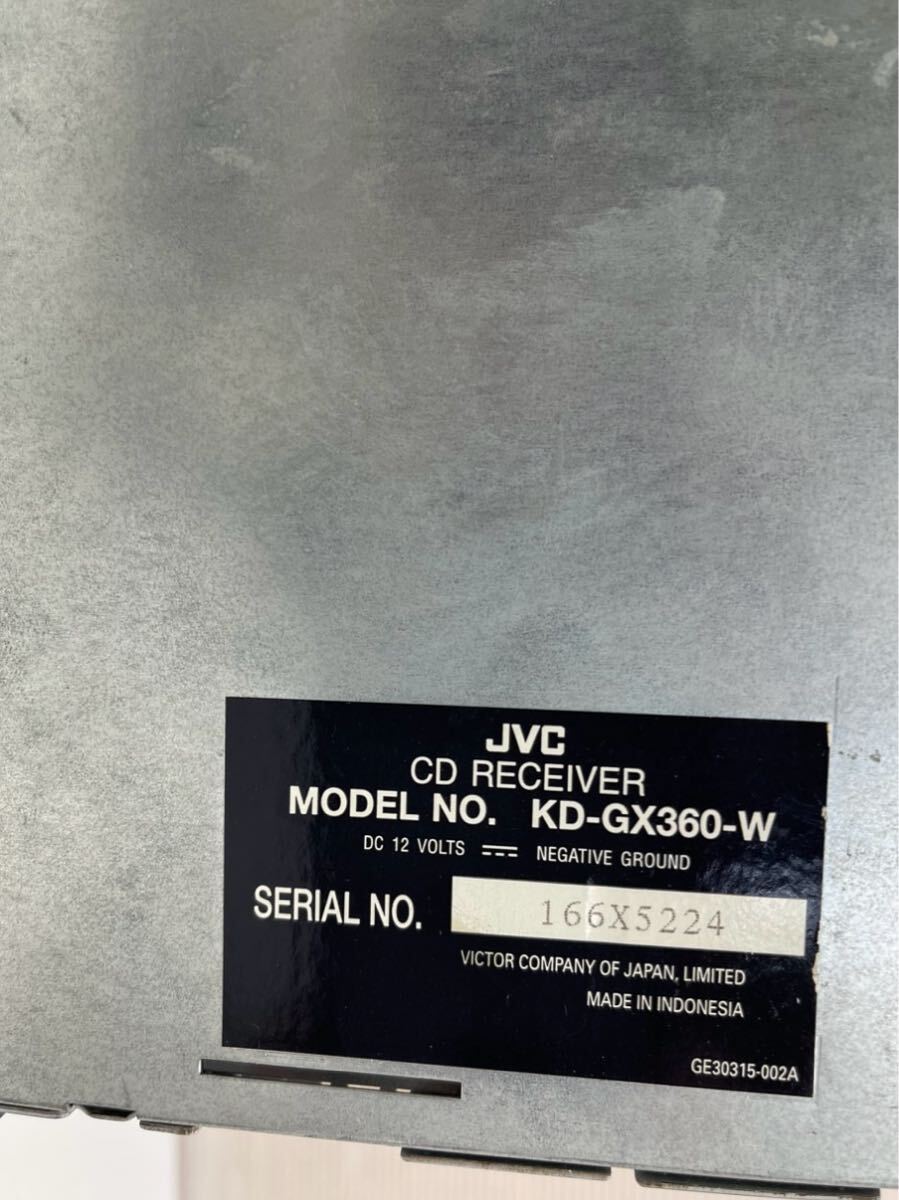 JVC
CD RECEIVER
MODEL NO. KD-GX360-W
DC 12 VOLTS ⎓ NEGATIVE GROUND
SERIAL NO. 166X5224
VICTOR COMPANY OF JAPAN, LIMITED
MADE IN INDONESIA
GE30315-002A